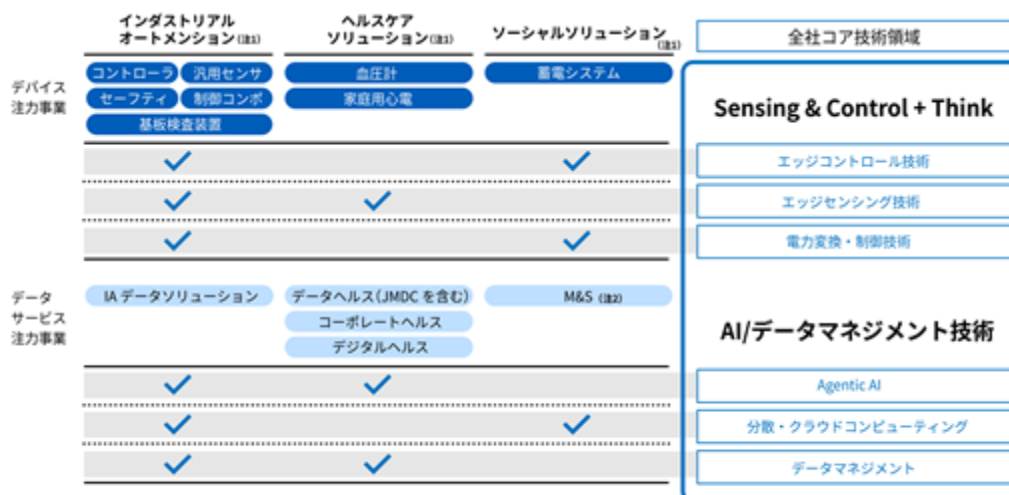 インダストリアル
オートメンション(注1)
ヘルスケア
ソリューション(注1)
ソーシャルソリューション
(注1)
全社コア技術領域
デバイス
注力事業
コントローラ 汎用センサ
セーフティ 制御コンポ
基板検査装置
血圧計
家庭用心電
蓄電システム
Sensing & Control + Think
エッジコントロール技術
エッジセンシング技術
電力変換・制御技術
データ
サービス
注力事業
IA データソリューション
データヘルス(JMDC を含む)
コーポレートヘルス
デジタルヘルス
M&S (注2)
AI/データマネジメント技術
Agentic AI
分散・クラウドコンピューティング
データマネジメント